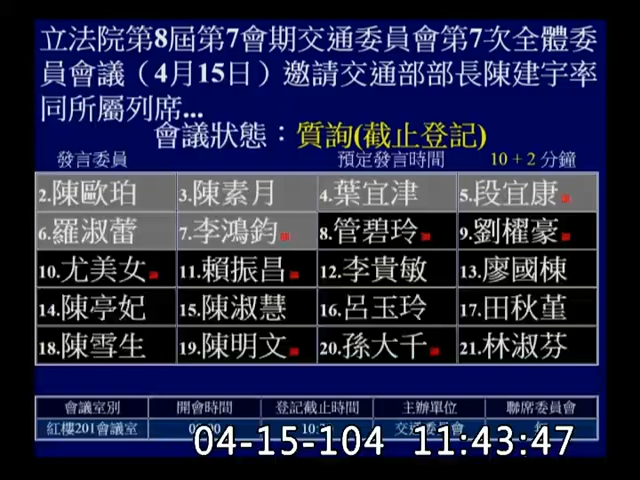 立法院第8屆第7會期交通委員會第7次全體委
員會議（4月15日）邀請交通部部長陳建宇率
同所屬列席...
會議狀態：質詢(截止登記)
發言委員 預定發言時間 10 + 2 分鐘
2.陳歐珀 3.陳素月 4.葉宜津 5.段宜康
6.羅淑蕾 7.李鴻鈞 8.管碧玲 9.劉櫂豪
10.尤美女 11.賴振昌 12.李貴敏 13.廖國棟
14.陳亭妃 15.陳淑慧 16.呂玉玲 17.田秋堇
18.陳雪生 19.陳明文 20.孫大千 21.林淑芬
會議室別 開會時間 登記截止時間 主辦單位 聯席委員會
紅樓201會議室 交通委員會
04-15-104 11:43:47